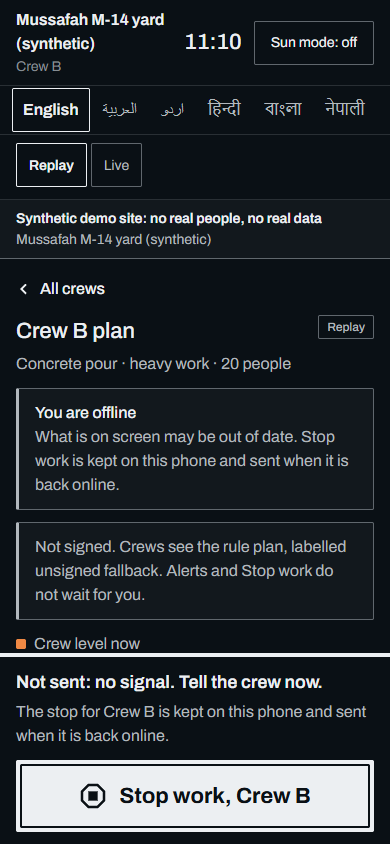 Mussafah M-14 yard
(synthetic)
Crew B
11:10
Sun mode: off
English
العربية
اردو
हिन्दी
বাংলা
नेपाली
Replay
Live
Synthetic demo site: no real people, no real data
Mussafah M-14 yard (synthetic)
All crews
Crew B plan
Replay
Concrete pour · heavy work · 20 people
You are offline
What is on screen may be out of date. Stop
work is kept on this phone and sent when it is
back online.
Not signed. Crews see the rule plan, labelled
unsigned fallback. Alerts and Stop work do
not wait for you.
Crew level now
Not sent: no signal. Tell the crew now.
The stop for Crew B is kept on this phone and sent
when it is back online.
Stop work, Crew B